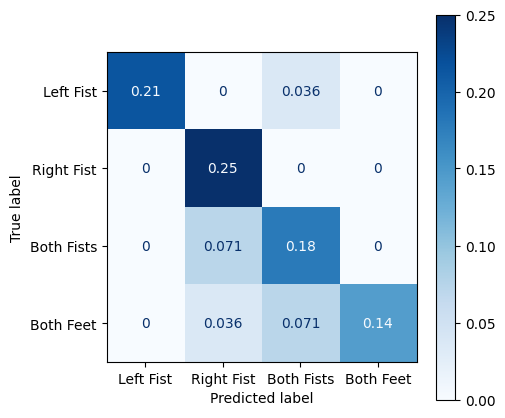 0.25
Left Fist 0.21 0 0.036 0
0.20
Right Fist 0 0.25 0 0
0.15
True label
0.10
Both Fists 0 0.071 0.18 0
0.05
Both Feet 0 0.036 0.071 0.14
0.00
Left Fist Right Fist Both Fists Both Feet
Predicted label